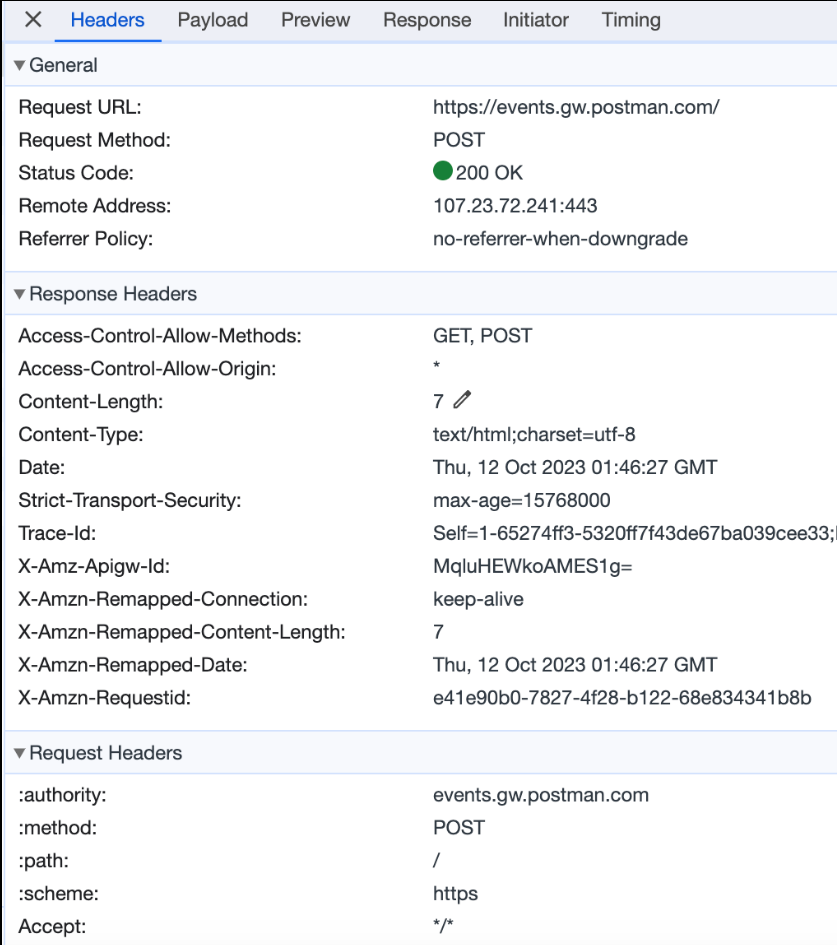 Headers Payload Preview Response Initiator Timing
General
Request URL: https://events.gw.postman.com/
Request Method: POST
Status Code: 200 OK
Remote Address: 107.23.72.241:443
Referrer Policy: no-referrer-when-downgrade
Response Headers
Access-Control-Allow-Methods: GET, POST
Access-Control-Allow-Origin: *
Content-Length: 7
Content-Type: text/html;charset=utf-8
Date: Thu, 12 Oct 2023 01:46:27 GMT
Strict-Transport-Security: max-age=15768000
Trace-Id: Self=1-65274ff3-5320ff7f43de67ba039cee33;
X-Amz-Apigw-Id: MqluHEWkoAMES1g=
X-Amzn-Remapped-Connection: keep-alive
X-Amzn-Remapped-Content-Length: 7
X-Amzn-Remapped-Date: Thu, 12 Oct 2023 01:46:27 GMT
X-Amzn-Requestid: e41e90b0-7827-4f28-b122-68e834341b8b
Request Headers
:authority: events.gw.postman.com
:method: POST
:path: /
:scheme: https
Accept: */*